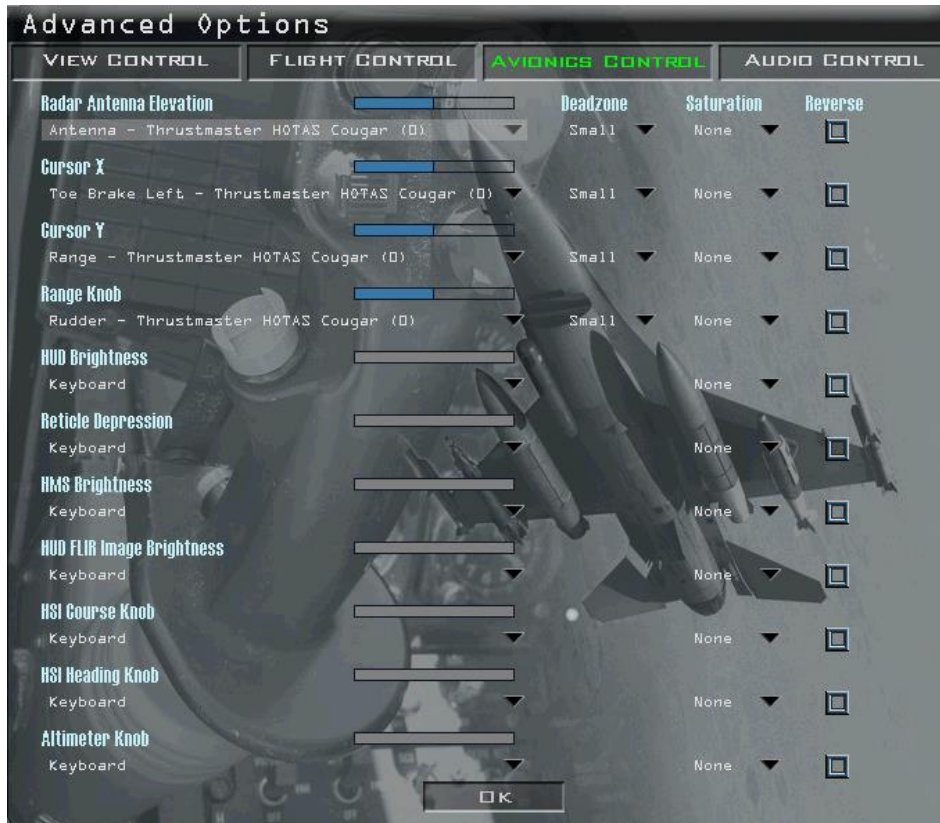 Advanced Options
VIEW CONTROL FLIGHT CONTROL AVIONICS CONTROL AUDIO CONTROL
Radar Antenna Elevation Deadzone Saturation Reverse
Antenna - Thrustmaster HOTAS Cougar (0) Small None
Cursor X
Toe Brake Left - Thrustmaster HOTAS Cougar (0) Small None
Cursor Y
Range - Thrustmaster HOTAS Cougar (0) Small None
Range Knob
Rudder - Thrustmaster HOTAS Cougar (0) Small None
HUD Brightness
Keyboard None
Reticle Depression
Keyboard None
HMS Brightness
Keyboard None
HUD FLIR Image Brightness
Keyboard None
HSI Course Knob
Keyboard None
HSI Heading Knob
Keyboard None
Altimeter Knob
Keyboard None
OK